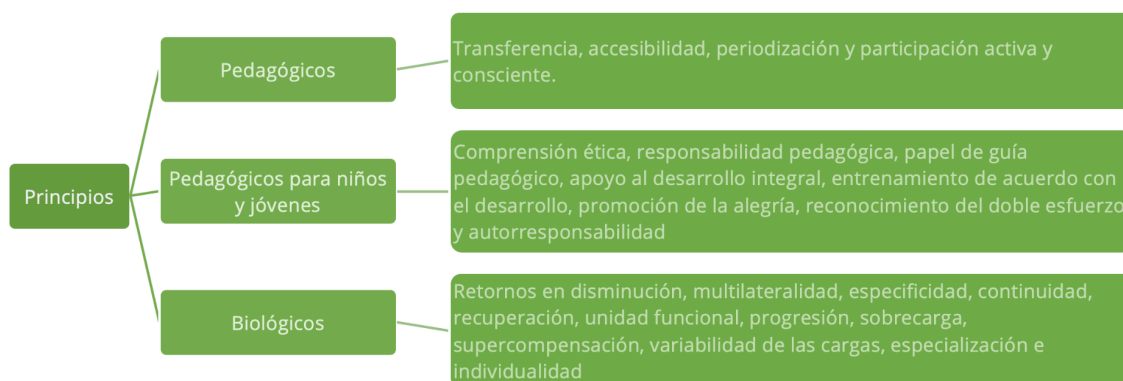 Principios
Pedagógicos
Transferencia, accesibilidad, periodización y participación activa y
consciente.
Pedagógicos para niños
y jóvenes
Comprensión ética, responsabilidad pedagógica, papel de guía
pedagógico, apoyo al desarrollo integral, entrenamiento de acuerdo con
el desarrollo, promoción de la alegría, reconocimiento del doble esfuerzo
y autorresponsabilidad
Biológicos
Retornos en disminución, multilateralidad, especificidad, continuidad,
recuperación, unidad funcional, progresión, sobrecarga,
supercompensación, variabilidad de las cargas, especialización e
individualidad